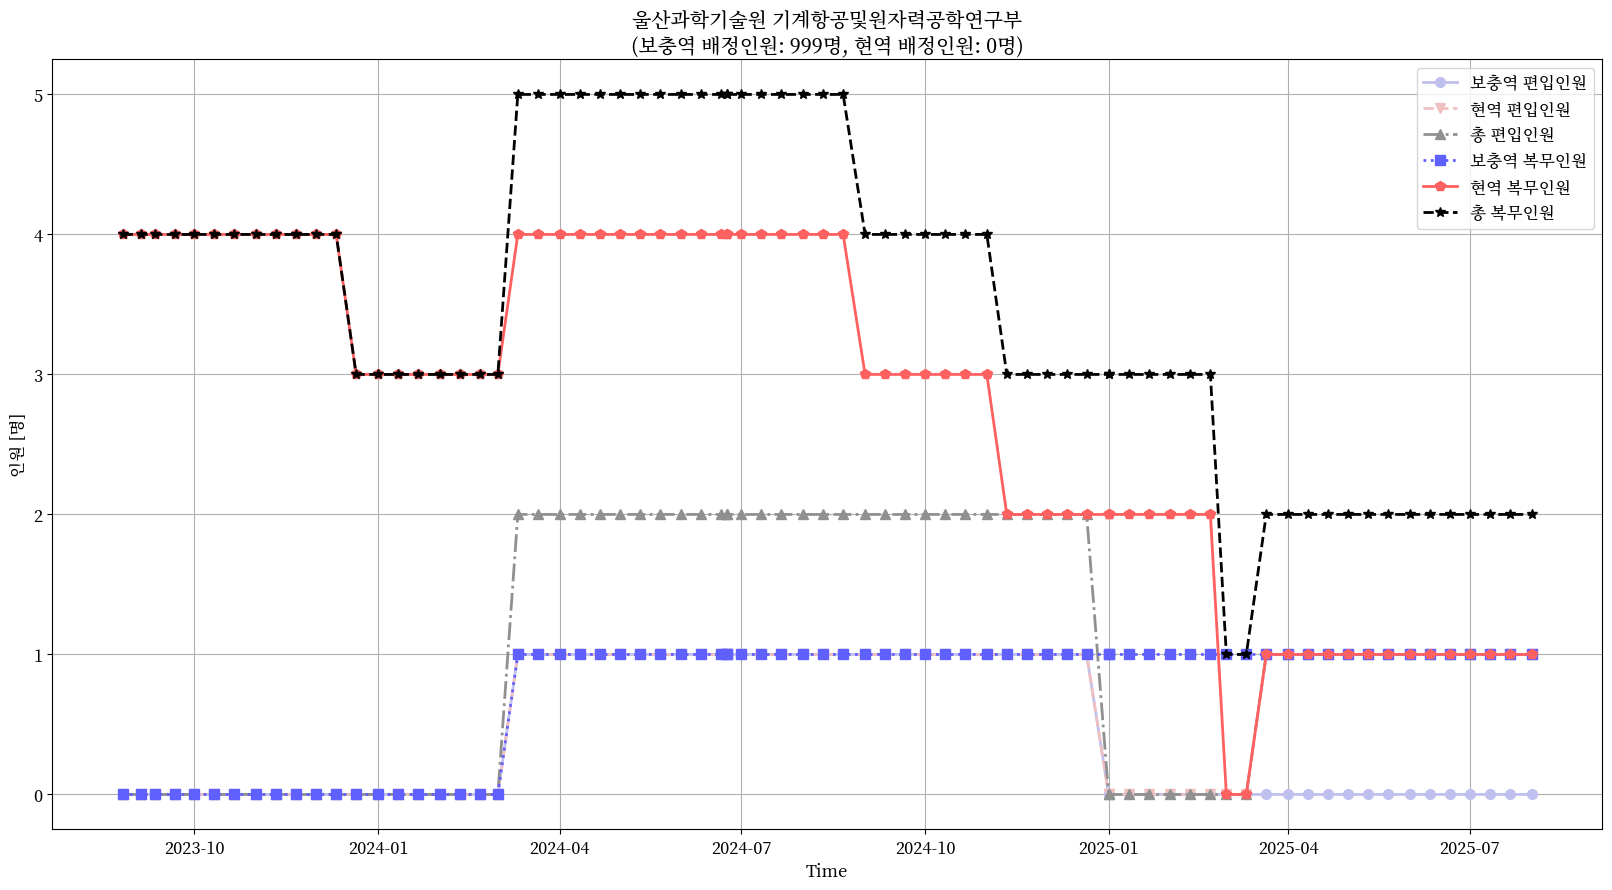 울산과학기술원 기계항공및원자력공학연구부
(보충역 배정인원: 999명, 현역 배정인원: 0명)
보충역 편입인원
현역 편입인원
총 편입인원
보충역 복무인원
현역 복무인원
총 복무인원
인원 [명]
5
4
3
2
1
0
2023-10 2024-01 2024-04 2024-07 2024-10 2025-01 2025-04 2025-07
Time